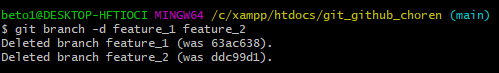 beto1@DESKTOP-HFTIOCI MINGW64 /c/xampp/htdocs/git_github_choren (main)
$ git branch -d feature_1 feature_2
Deleted branch feature_1 (was 63ac638).
Deleted branch feature_2 (was ddc99d1).